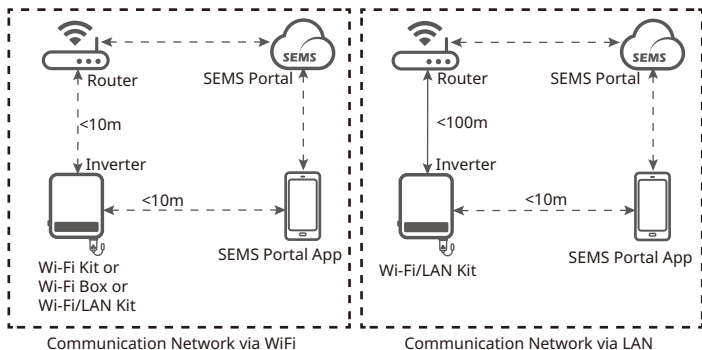 SEMS
Router
SEMS Portal
<10m
Inverter
<10m
SEMS Portal App
Wi-Fi Kit or
Wi-Fi Box or
Wi-Fi/LAN Kit
Communication Network via WiFi
SEMS
Router
SEMS Portal
<100m
Inverter
<10m
SEMS Portal App
Wi-Fi/LAN Kit
Communication Network via LAN